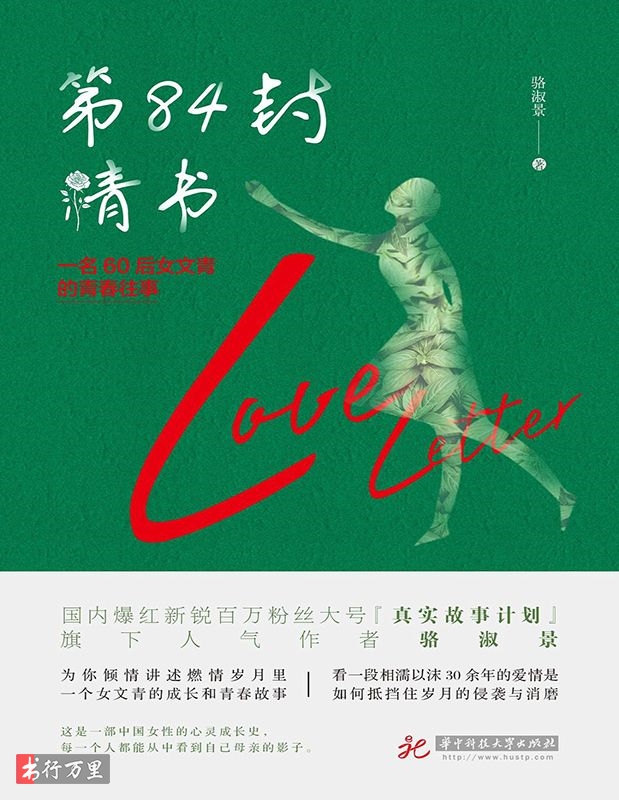 第84封
情书
骆淑景
著
一名60后女文青
的青春往事
Love
Letter
国内爆红新锐百万粉丝大号『真实故事计划』
旗下人气作者骆淑景
为你倾情讲述燃情岁月里
一个女文青的成长和青春故事
看一段相濡以沫30余年的爱情是
如何抵挡住岁月的侵袭与消磨
这是一部中国女性的心灵成长史，
每一个人都能从中看到自己母亲的影子。
华中科技大学出版社
http://www.hustp.com
书行万里